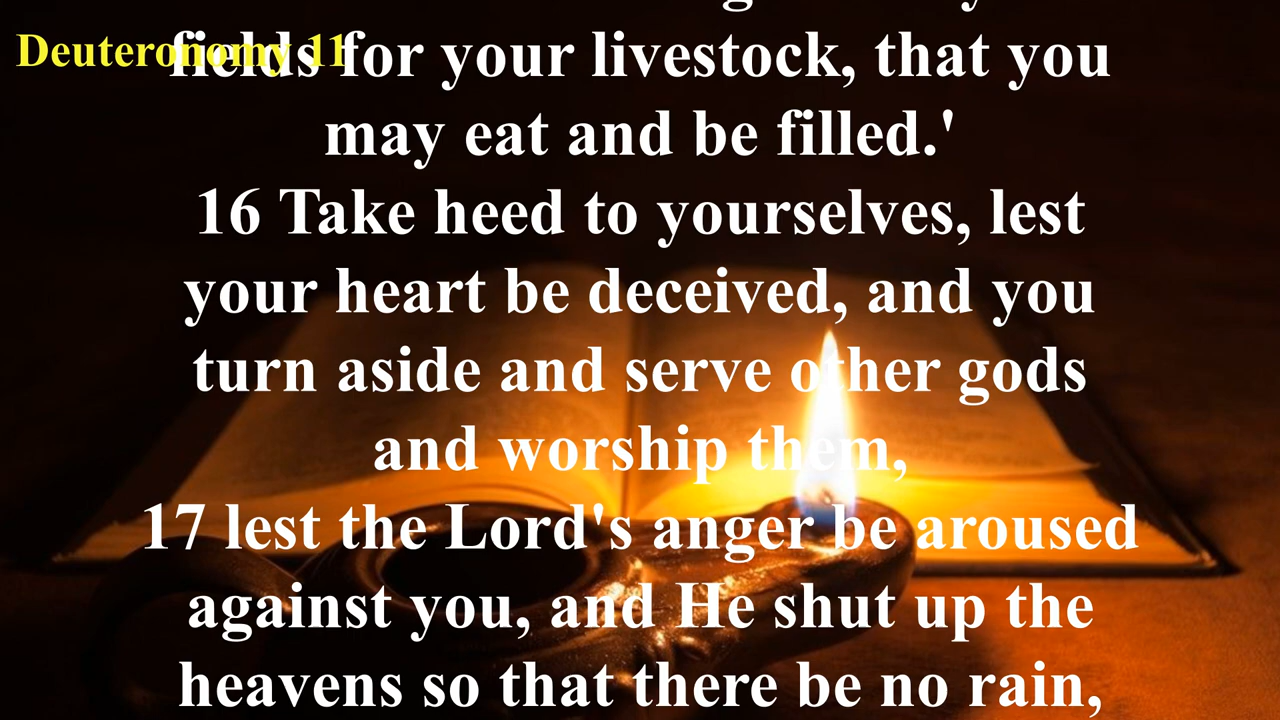 Deuteronomy 11
fields for your livestock, that you
may eat and be filled.'
16 Take heed to yourselves, lest
your heart be deceived, and you
turn aside and serve other gods
and worship them,
17 lest the Lord's anger be aroused
against you, and He shut up the
heavens so that there be no rain,